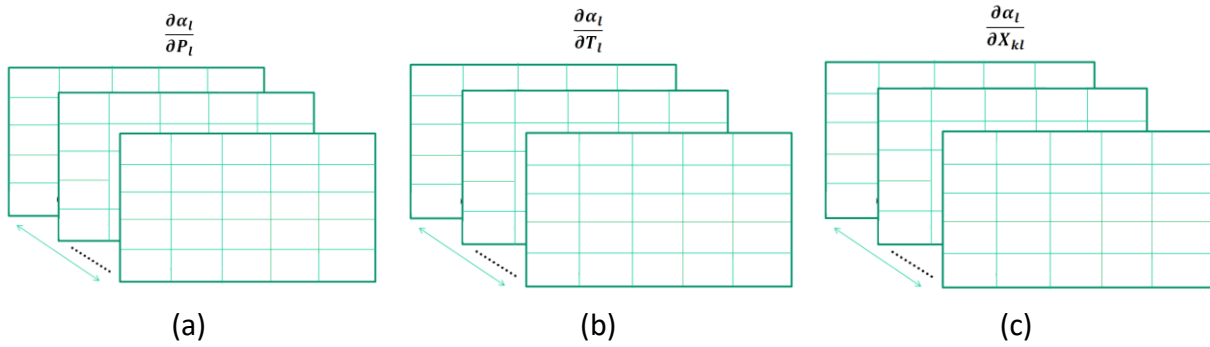 ∂α_l/∂P_l
∂α_l/∂T_l
∂α_l/∂X_kl
(a)
(b)
(c)